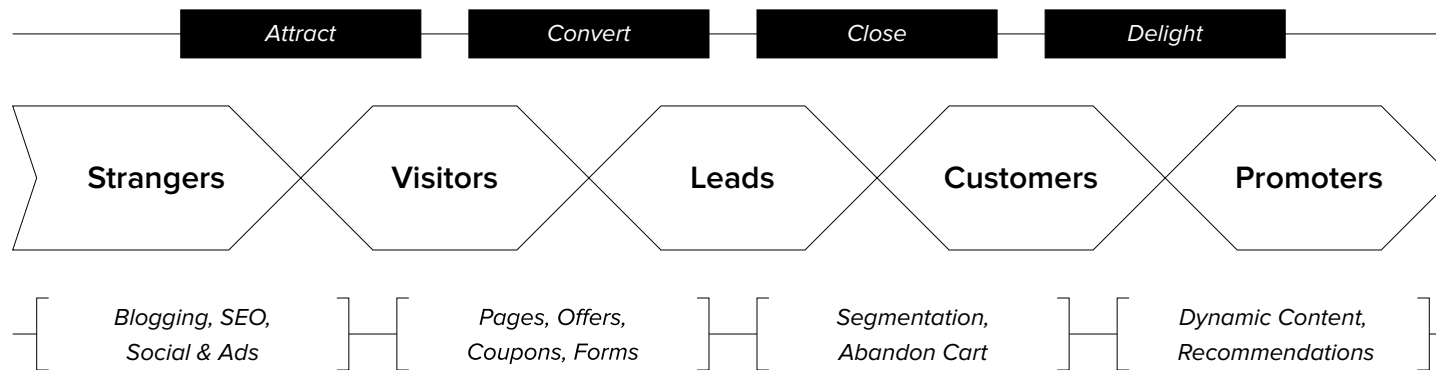 Attract
Convert
Close
Delight
Strangers
Visitors
Leads
Customers
Promoters
Blogging, SEO,
Social & Ads
Pages, Offers,
Coupons, Forms
Segmentation,
Abandon Cart
Dynamic Content,
Recommendations